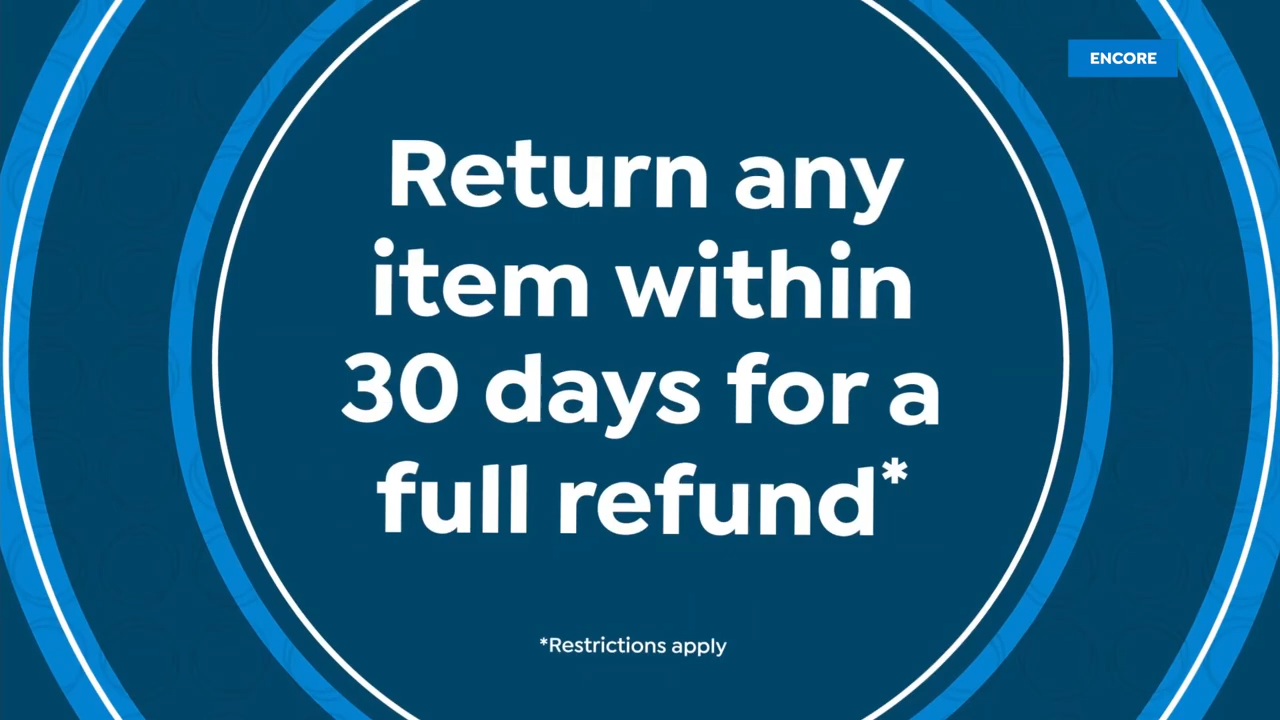 ENCORE
Return any
item within
30 days for a
full refund*
*Restrictions apply